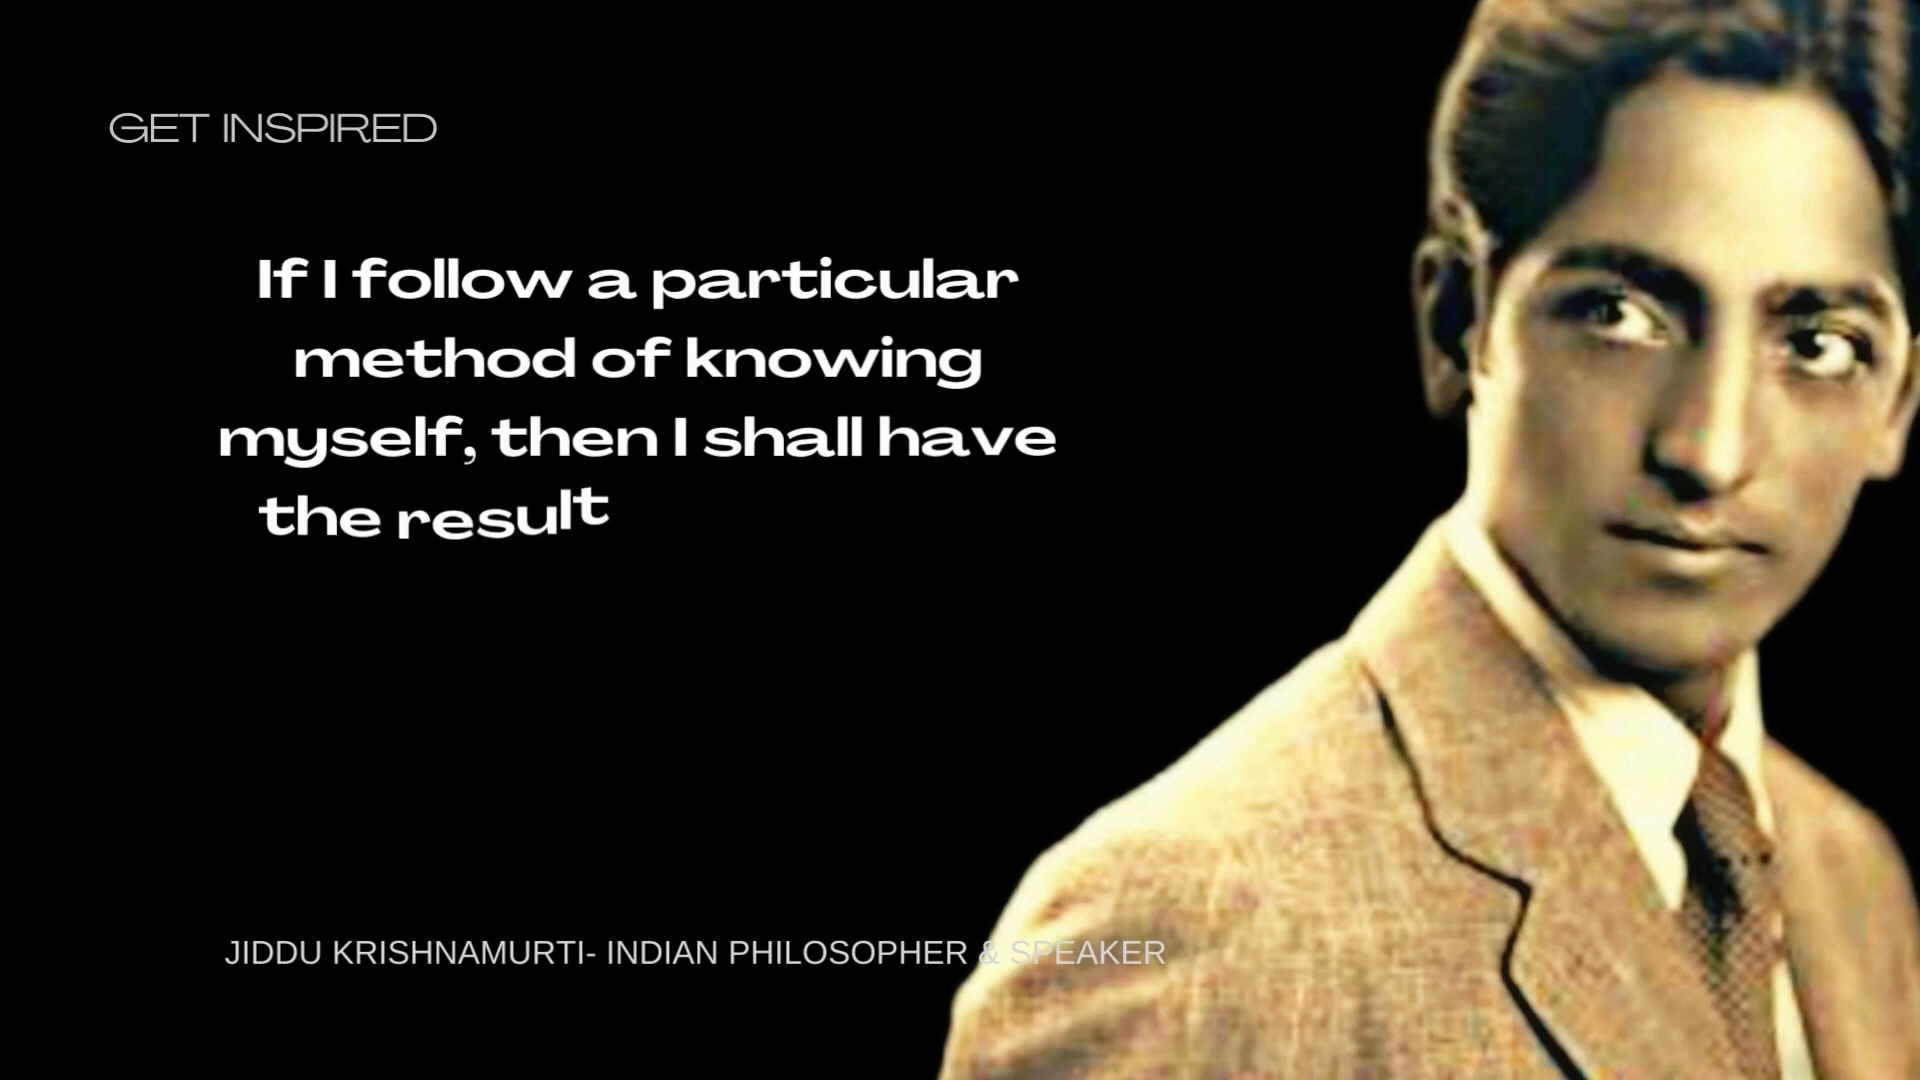 GET INSPIRED
If I follow a particular
method of knowing
myself, then I shall have
the result
JIDDU KRISHNAMURTI- INDIAN PHILOSOPHER & SPEAKER